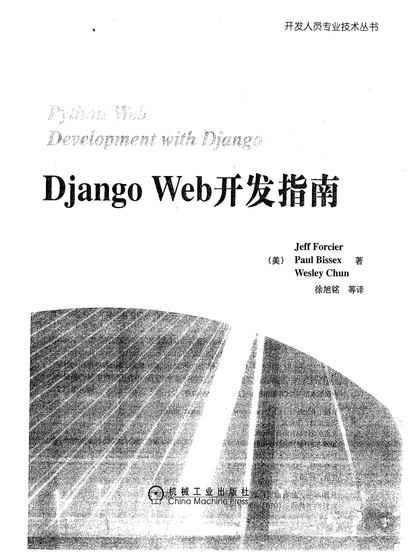 开发人员专业技术丛书
Python Web
Development with Django
Django Web开发指南
Jeff Forcier
（美） Paul Bissex 著
Wesley Chun
徐旭铭 等译
机械工业出版社
China Machine Press